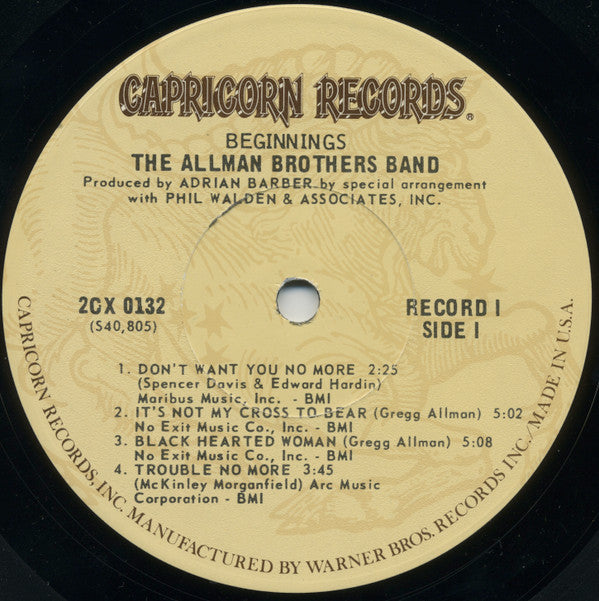 CAPRICORN RECORDS®
BEGINNINGS
THE ALLMAN BROTHERS BAND
Produced by ADRIAN BARBER by special arrangement
with PHIL WALDEN & ASSOCIATES, INC.
2CX 0132
(S40,805)
RECORD I
SIDE I
1. DON'T WANT YOU NO MORE 2:25
(Spencer Davis & Edward Hardin)
Maribus Music, Inc. - BMI
2. IT'S NOT MY CROSS TO BEAR (Gregg Allman) 5:02
No Exit Music Co., Inc. - BMI
3. BLACK HEARTED WOMAN (Gregg Allman) 5:08
No Exit Music Co., Inc. - BMI
4. TROUBLE NO MORE 3:45
(McKinley Morganfield) Arc Music
Corporation - BMI
CAPRICORN RECORDS, INC. MANUFACTURED BY WARNER BROS. RECORDS INC./MADE IN U.S.A.